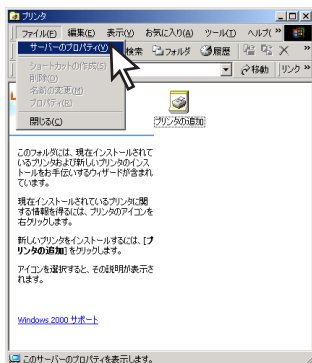 プリンタ
ファイル(F) 編集(E) 表示(V) お気に入り(A) ツール(T) ヘルプ( »
サーバーのプロパティ(V) 検索 フォルダ 履歴 »
ショートカットの作成(S)
削除(D)
名前の変更(M)
プロパティ(R)
閉じる(C)
移動 リンク »
プリンタの追加
このフォルダには、現在インストールされて
いるプリンタおよび新しいプリンタのインス
トールをお手伝いするウィザードが含まれ
ています。
現在インストールされているプリンタに関
する情報を得るには、プリンタのアイコンを
右クリックします。
新しいプリンタをインストールするには、[プ
リンタの追加] をクリックします。
アイコンを選択すると、その説明が表示さ
れます。
Windows 2000 サポート
このサーバーのプロパティを表示します。